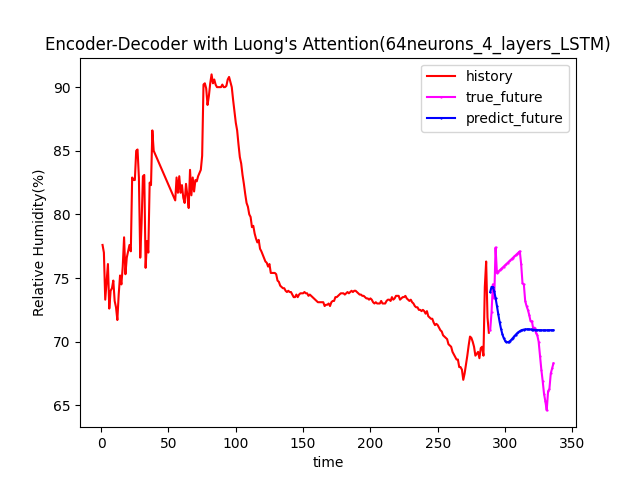 Encoder-Decoder with Luong's Attention(64neurons_4_layers_LSTM)
history
true_future
predict_future
Relative Humidity(%)
90
85
80
75
70
65
0 50 100 150 200 250 300 350
time